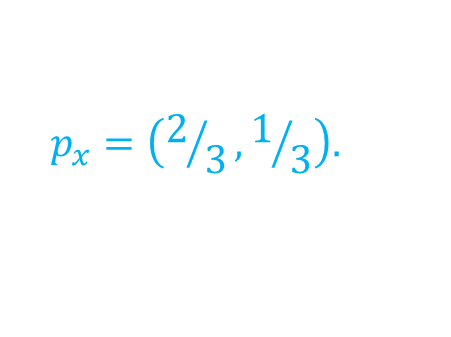 pₓ = (2/3, 1/3).